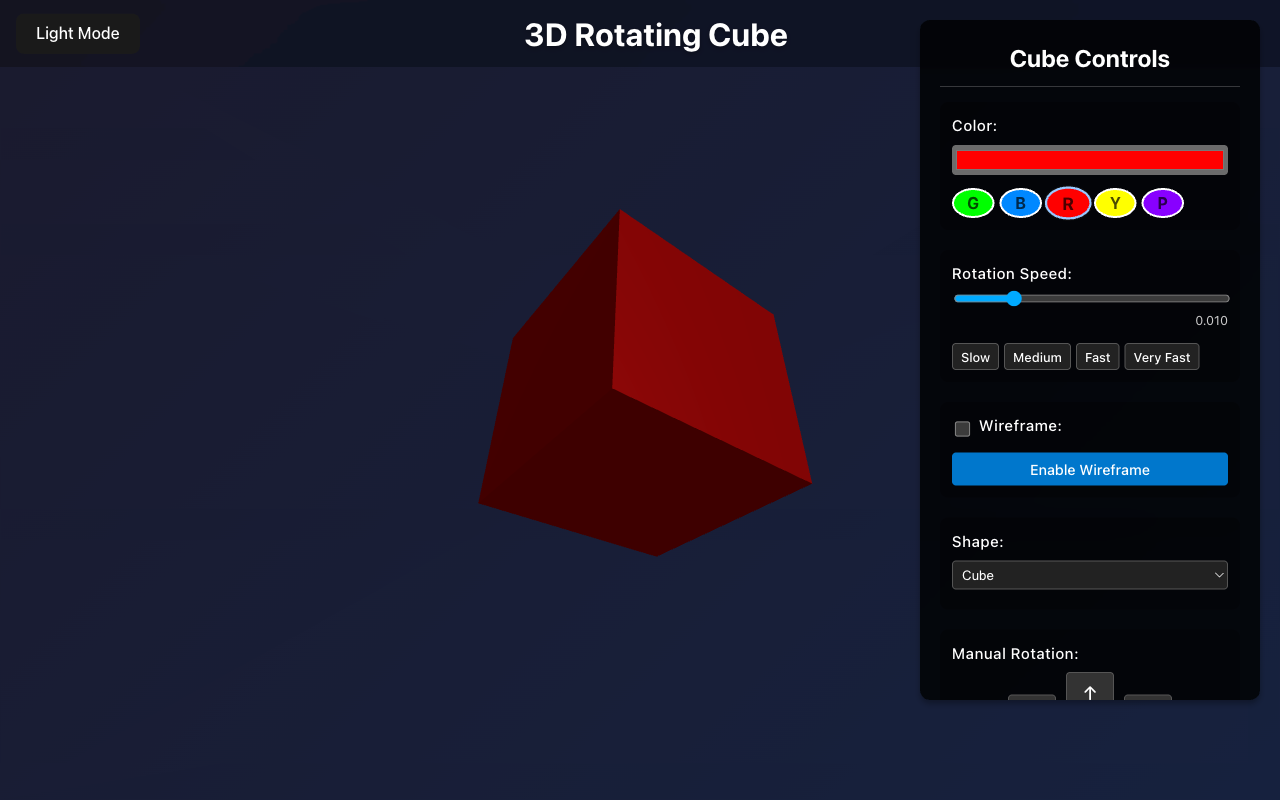 Light Mode
3D Rotating Cube
Cube Controls
Color:
G B R Y P
Rotation Speed:
0.010
Slow Medium Fast Very Fast
Wireframe:
Enable Wireframe
Shape:
Cube
Manual Rotation:
↑